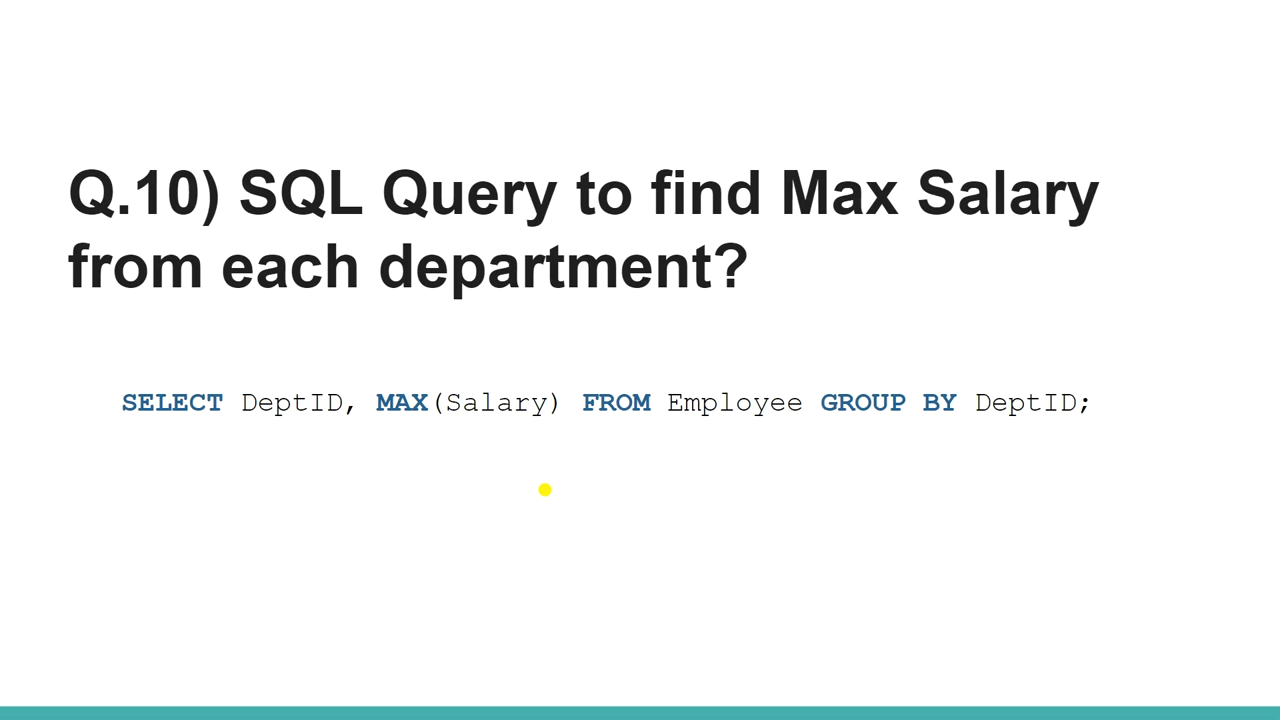 Q.10) SQL Query to find Max Salary
from each department?
SELECT DeptID, MAX(Salary) FROM Employee GROUP BY DeptID;